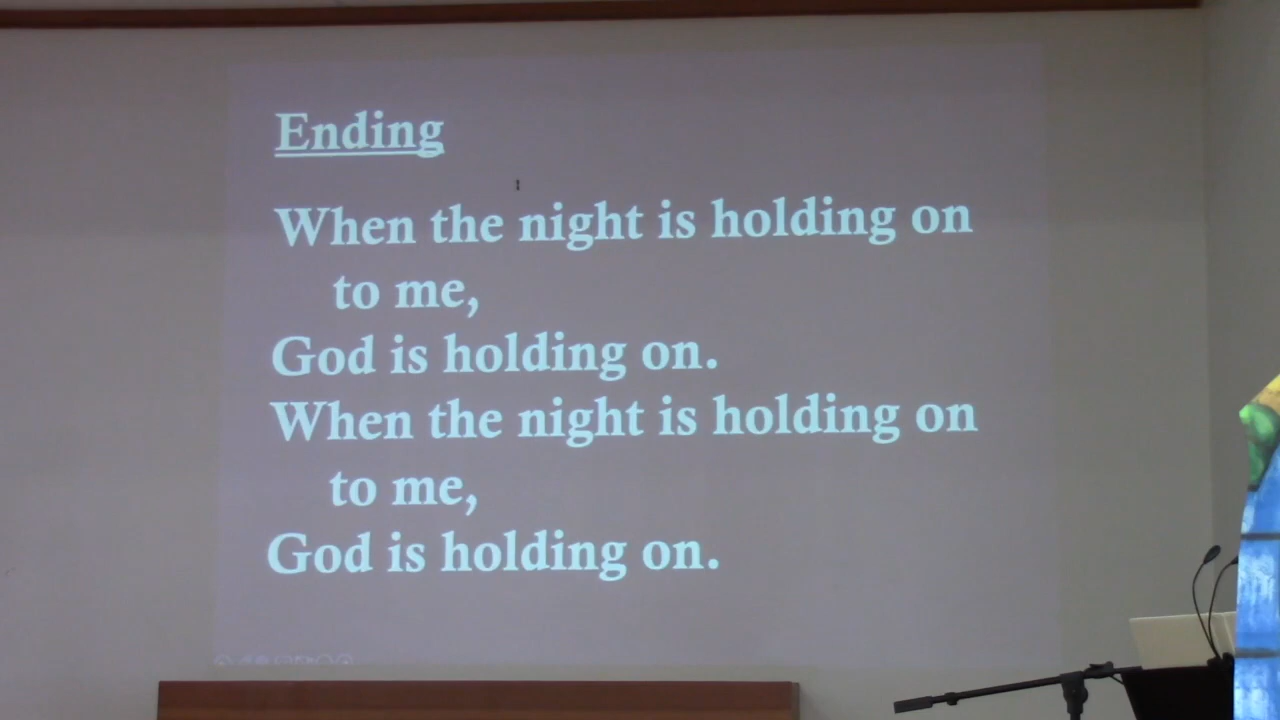 Ending
When the night is holding on
to me,
God is holding on.
When the night is holding on
to me,
God is holding on.